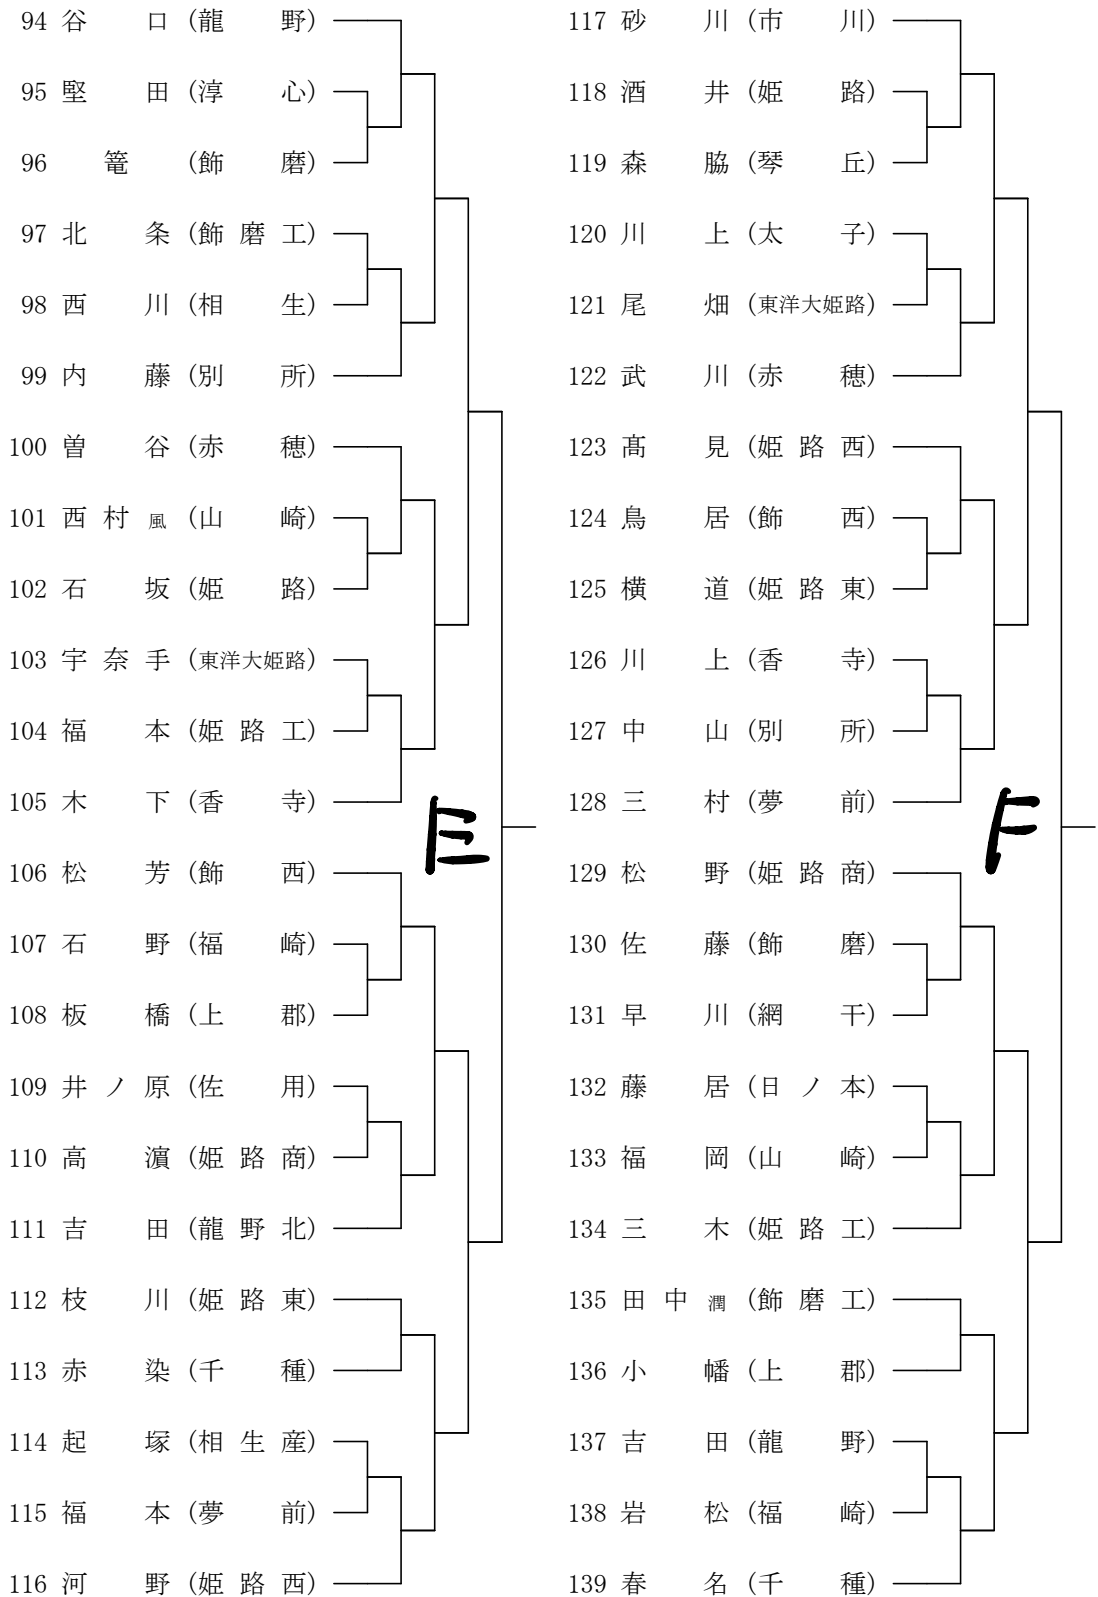 94 谷 口 (龍 野)
95 堅 田 (淳 心)
96 篭 (飾 磨)
97 北 条 (飾 磨 工)
98 西 川 (相 生)
99 内 藤 (別 所)
100 曽 谷 (赤 穂)
101 西 村 風 (山 崎)
102 石 坂 (姫 路)
103 宇 奈 手 (東洋大姫路)
104 福 本 (姫 路 工)
105 木 下 (香 寺)
E
106 松 芳 (飾 西)
107 石 野 (福 崎)
108 板 橋 (上 郡)
109 井 ノ 原 (佐 用)
110 高 濵 (姫 路 商)
111 吉 田 (龍 野 北)
112 枝 川 (姫 路 東)
113 赤 染 (千 種)
114 起 塚 (相 生 産)
115 福 本 (夢 前)
116 河 野 (姫 路 西)
117 砂 川 (市 川)
118 酒 井 (姫 路)
119 森 脇 (琴 丘)
120 川 上 (太 子)
121 尾 畑 (東洋大姫路)
122 武 川 (赤 穂)
123 髙 見 (姫 路 西)
124 鳥 居 (飾 西)
125 横 道 (姫 路 東)
126 川 上 (香 寺)
127 中 山 (別 所)
128 三 村 (夢 前)
F
129 松 野 (姫 路 商)
130 佐 藤 (飾 磨)
131 早 川 (網 干)
132 藤 居 (日 ノ 本)
133 福 岡 (山 崎)
134 三 木 (姫 路 工)
135 田 中 潤 (飾 磨 工)
136 小 幡 (上 郡)
137 吉 田 (龍 野)
138 岩 松 (福 崎)
139 春 名 (千 種)